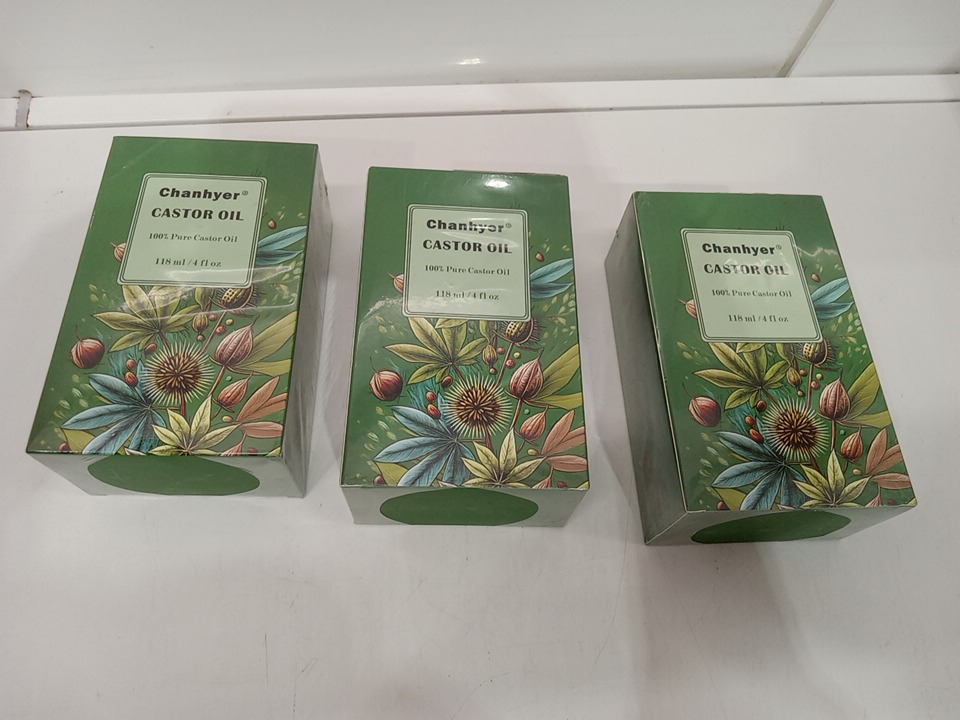 Chanhyer®
CASTOR OIL
100% Pure Castor Oil
118 ml / 4 fl oz
Chanhyer®
CASTOR OIL
100% Pure Castor Oil
118 ml / 4 fl oz
Chanhyer®
CASTOR OIL
100% Pure Castor Oil
118 ml / 4 fl oz